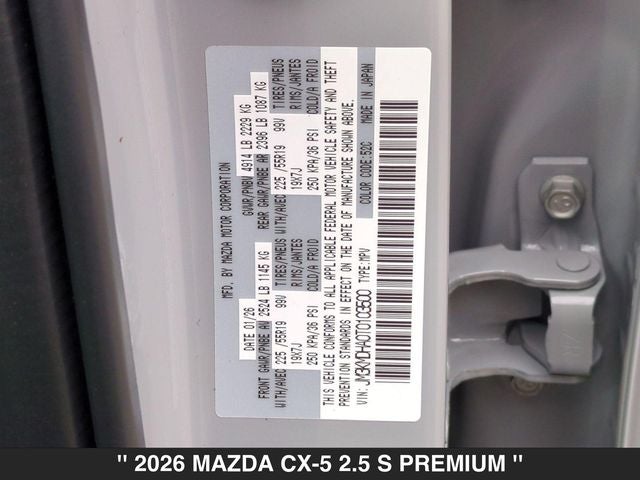 MFD. BY MAZDA MOTOR CORPORATION
DATE 01/26 GVWR/PNBV 4914 LB 2229 KG
FRONT GAWR/PNBE AV 2524 LB 1145 KG REAR GAWR/PNBE AR 2396 LB 1087 KG
WITH/AVEC 225 /55R19 99V TIRES/PNEUS WITH/AVEC 225 /55R19 99V TIRES/PNEUS
19X7J RIMS/JANTES 19X7J RIMS/JANTES
250 KPA/36 PSI COLD/A FROID 250 KPA/36 PSI COLD/A FROID
THIS VEHICLE CONFORMS TO ALL APPLICABLE FEDERAL MOTOR VEHICLE SAFETY AND THEFT
PREVENTION STANDARDS IN EFFECT ON THE DATE OF MANUFACTURE SHOWN ABOVE.
VIN: TYPE:MPV COLOR CODE:52C MADE IN JAPAN
" 2026 MAZDA CX-5 2.5 S PREMIUM "